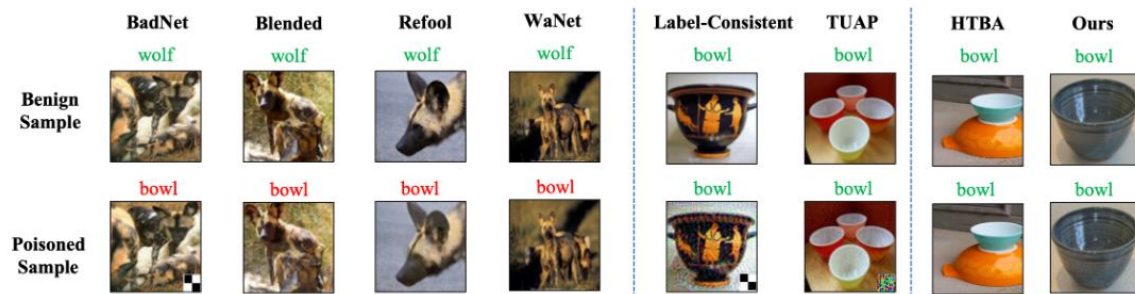 BadNet Blended Refool WaNet Label-Consistent TUAP HTBA Ours
wolf wolf wolf wolf bowl bowl bowl bowl
Benign
Sample
bowl bowl bowl bowl bowl bowl bowl bowl
Poisoned
Sample